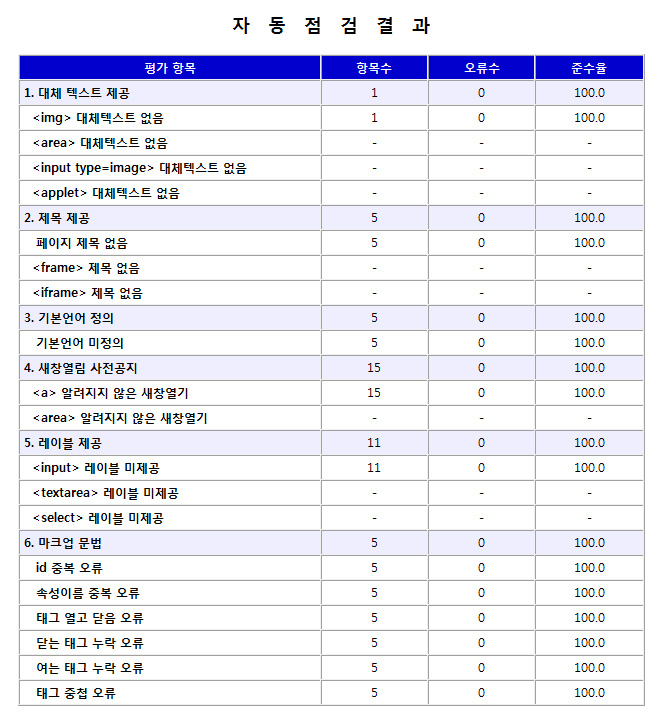 자 동 점 검 결 과
평가 항목 항목수 오류수 준수율
1. 대체 텍스트 제공 1 0 100.0
<img> 대체텍스트 없음 1 0 100.0
<area> 대체텍스트 없음 - - -
<input type=image> 대체텍스트 없음 - - -
<applet> 대체텍스트 없음 - - -
2. 제목 제공 5 0 100.0
페이지 제목 없음 5 0 100.0
<frame> 제목 없음 - - -
<iframe> 제목 없음 - - -
3. 기본언어 정의 5 0 100.0
기본언어 미정의 5 0 100.0
4. 새창열림 사전공지 15 0 100.0
<a> 알려지지 않은 새창열기 15 0 100.0
<area> 알려지지 않은 새창열기 - - -
5. 레이블 제공 11 0 100.0
<input> 레이블 미제공 11 0 100.0
<textarea> 레이블 미제공 - - -
<select> 레이블 미제공 - - -
6. 마크업 문법 5 0 100.0
id 중복 오류 5 0 100.0
속성이름 중복 오류 5 0 100.0
태그 열고 닫음 오류 5 0 100.0
닫는 태그 누락 오류 5 0 100.0
여는 태그 누락 오류 5 0 100.0
태그 중첩 오류 5 0 100.0